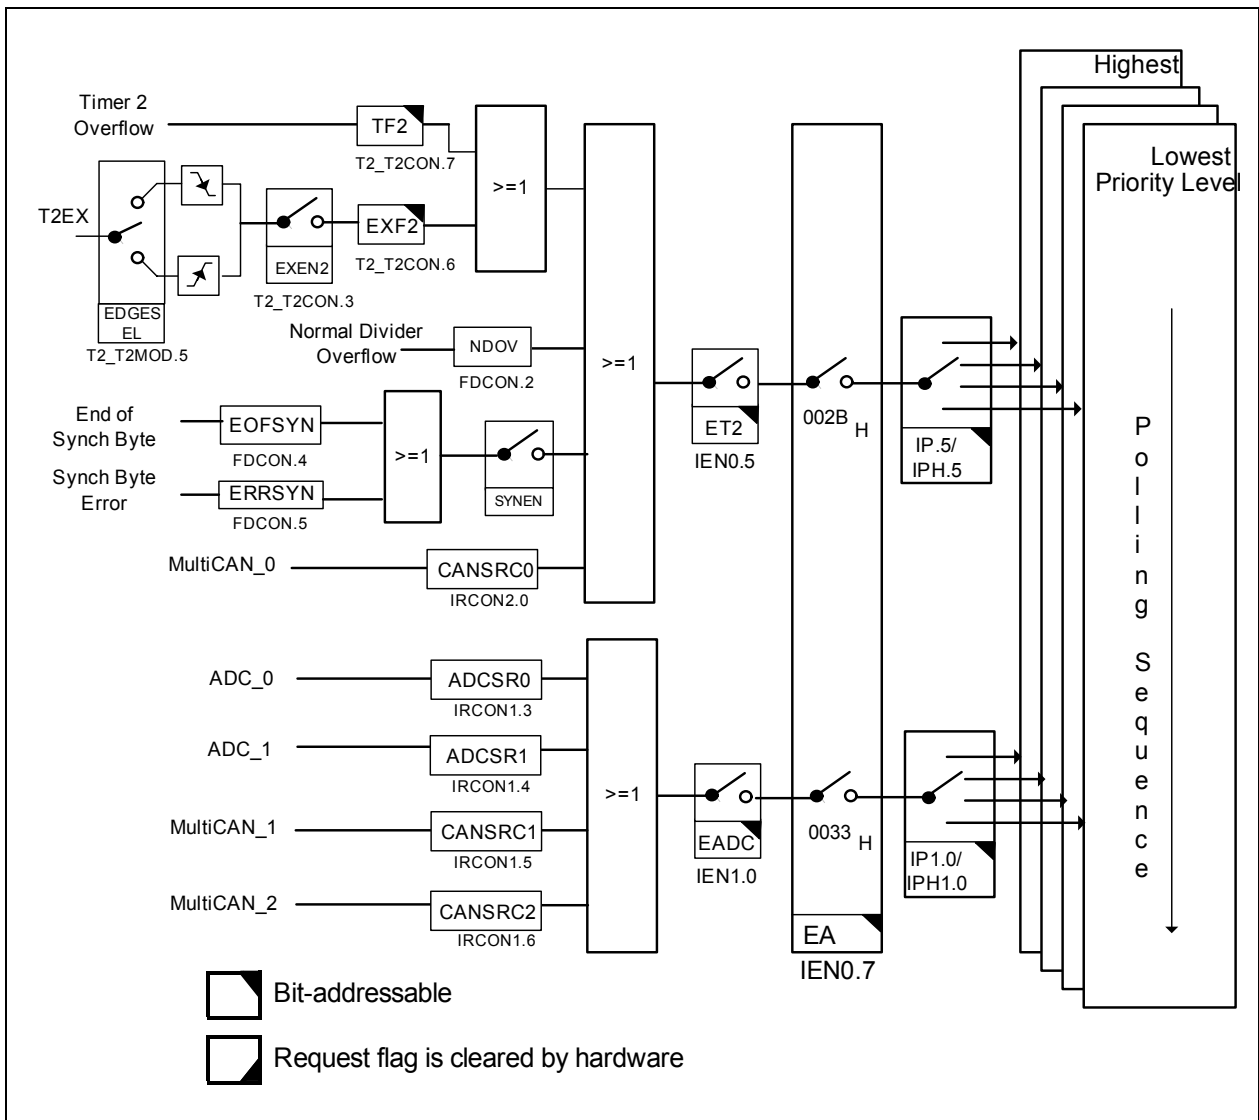 Highest
Lowest
Priority Level
Timer 2
Overflow
TF2
T2_T2CON.7
>=1
T2EX
EXF2
T2_T2CON.6
EXEN2
T2_T2CON.3
EDGES
EL
T2_T2MOD.5
Normal Divider
Overflow
NDOV
FDCON.2
>=1
End of
Synch Byte
EOFSYN
FDCON.4
>=1
Synch Byte
Error
ERRSYN
FDCON.5
SYNEN
MultiCAN_0
CANSRC0
IRCON2.0
ET2
IEN0.5
002B H
IP.5/
IPH.5
ADC_0
ADCSR0
IRCON1.3
ADC_1
ADCSR1
IRCON1.4
>=1
MultiCAN_1
CANSRC1
IRCON1.5
MultiCAN_2
CANSRC2
IRCON1.6
EADC
IEN1.0
0033 H
IP1.0/
IPH1.0
EA
IEN0.7
Polling Sequence
Bit-addressable
Request flag is cleared by hardware